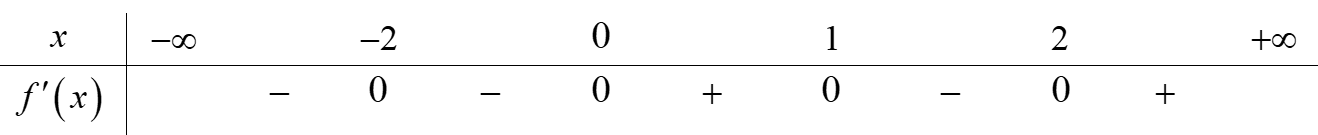 x −∞ −2 0 1 2 +∞
f′(x) − 0 − 0 + 0 − 0 +